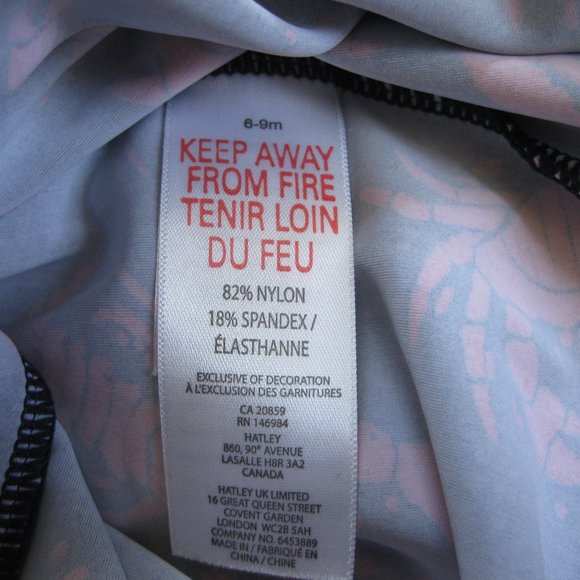 6-9m
KEEP AWAY
FROM FIRE
TENIR LOIN
DU FEU
82% NYLON
18% SPANDEX /
ÉLASTHANNE
EXCLUSIVE OF DECORATION
À L'EXCLUSION DES GARNITURES
CA 20859
RN 146984
HATLEY
860, 90e AVENUE
LASALLE H8R 3A2
CANADA
HATLEY UK LIMITED
16 GREAT QUEEN STREET
COVENT GARDEN
LONDON WC2B 5AH
COMPANY NO. 6453889
MADE IN / FABRIQUÉ EN
CHINA / CHINE